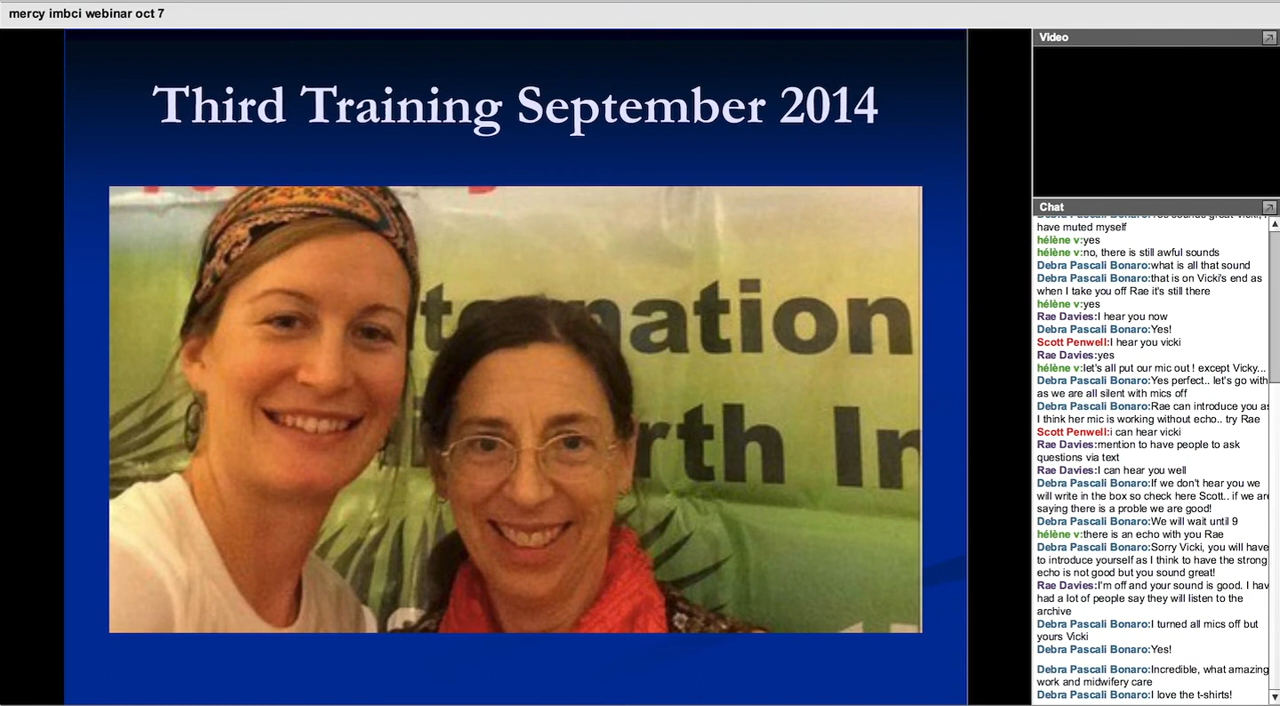 mercy imbci webinar oct 7
Third Training September 2014
nation
rth In
Video
Chat
have muted myself
hélène v:yes
hélène v:no, there is still awful sounds
Debra Pascali Bonaro:what is all that sound
Debra Pascali Bonaro:that is on Vicki's end as
when I take you off Rae it's still there
hélène v:yes
Rae Davies:I hear you now
Debra Pascali Bonaro:Yes!
Scott Penwell:I hear you vicki
Rae Davies:yes
hélène v:let's all put our mic out ! except Vicky...
Debra Pascali Bonaro:Yes perfect.. let's go with
as we are all silent with mics off
Debra Pascali Bonaro:Rae can introduce you as
I think her mic is working without echo.. try Rae
Scott Penwell:i can hear vicki
Rae Davies:mention to have people to ask
questions via text
Rae Davies:I can hear you well
Debra Pascali Bonaro:If we don't hear you we
will write in the box so check here Scott.. if we are
saying there is a proble we are good!
Debra Pascali Bonaro:We will wait until 9
hélène v:there is an echo with you Rae
Debra Pascali Bonaro:Sorry Vicki, you will have
to introduce yourself as I think to have the strong
echo is not good but you sound great!
Rae Davies:I'm off and your sound is good. I hav
had a lot of people say they will listen to the
archive
Debra Pascali Bonaro:I turned all mics off but
yours Vicki
Debra Pascali Bonaro:Yes!
Debra Pascali Bonaro:Incredible, what amazing
work and midwifery care
Debra Pascali Bonaro:I love the t-shirts!